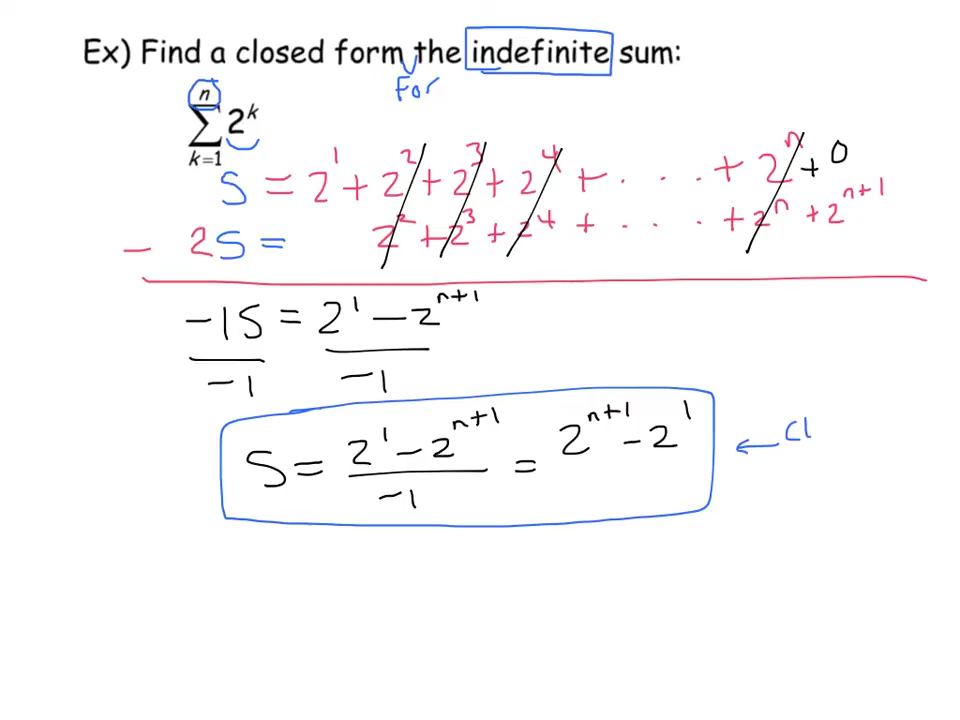 Ex) Find a closed form the indefinite sum:
For
n
∑ 2^k
k=1
S = 2^1 + 2^2 + 2^3 + 2^4 + . . . + 2^n + 0
- 2S = 2^2 + 2^3 + 2^4 + . . . . + 2^n + 2^{n+1}
-1S = 2^1 - 2^{n+1}
-1 -1
S = 2^1 - 2^{n+1} = 2^{n+1} - 2^1 ← Cl
-1